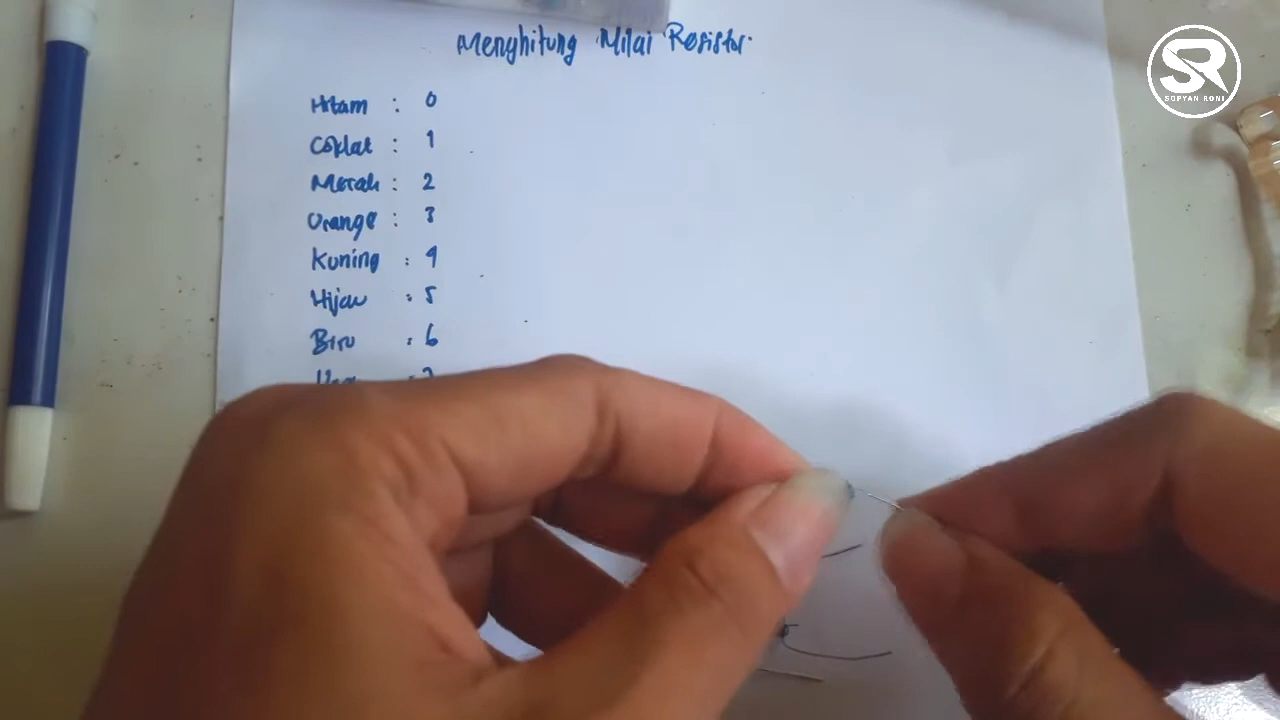 Menghitung Nilai Resistor.
Hitam : 0
Coklat : 1
Merah : 2
Orange : 3
Kuning : 4
Hijau : 5
Biru : 6
SR
SOPYAN RONI